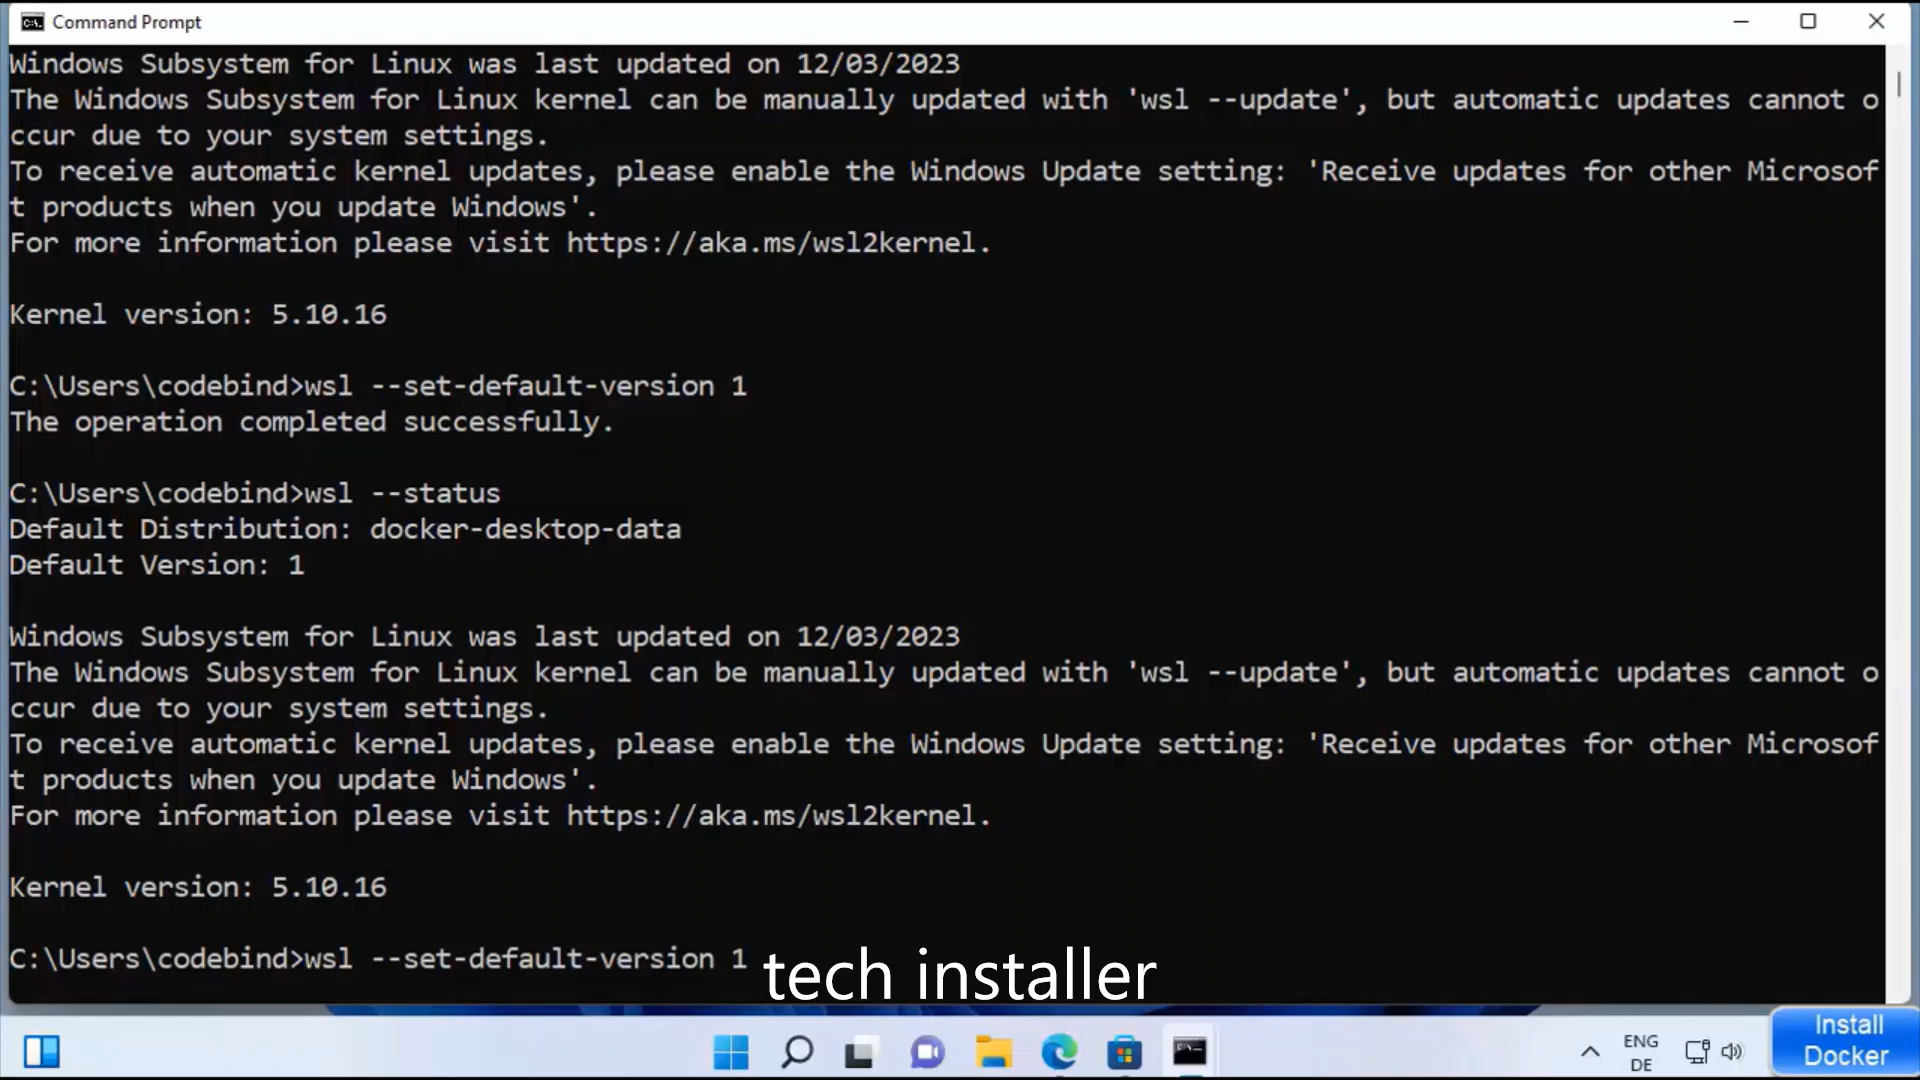 Command Prompt
Windows Subsystem for Linux was last updated on 12/03/2023
The Windows Subsystem for Linux kernel can be manually updated with 'wsl --update', but automatic updates cannot o
ccur due to your system settings.
To receive automatic kernel updates, please enable the Windows Update setting: 'Receive updates for other Microsof
t products when you update Windows'.
For more information please visit https://aka.ms/wsl2kernel.
Kernel version: 5.10.16
C:\Users\codebind>wsl --set-default-version 1
The operation completed successfully.
C:\Users\codebind>wsl --status
Default Distribution: docker-desktop-data
Default Version: 1
Windows Subsystem for Linux was last updated on 12/03/2023
The Windows Subsystem for Linux kernel can be manually updated with 'wsl --update', but automatic updates cannot o
ccur due to your system settings.
To receive automatic kernel updates, please enable the Windows Update setting: 'Receive updates for other Microsof
t products when you update Windows'.
For more information please visit https://aka.ms/wsl2kernel.
Kernel version: 5.10.16
C:\Users\codebind>wsl --set-default-version 1
tech installer
ENG
DE
Install
Docker